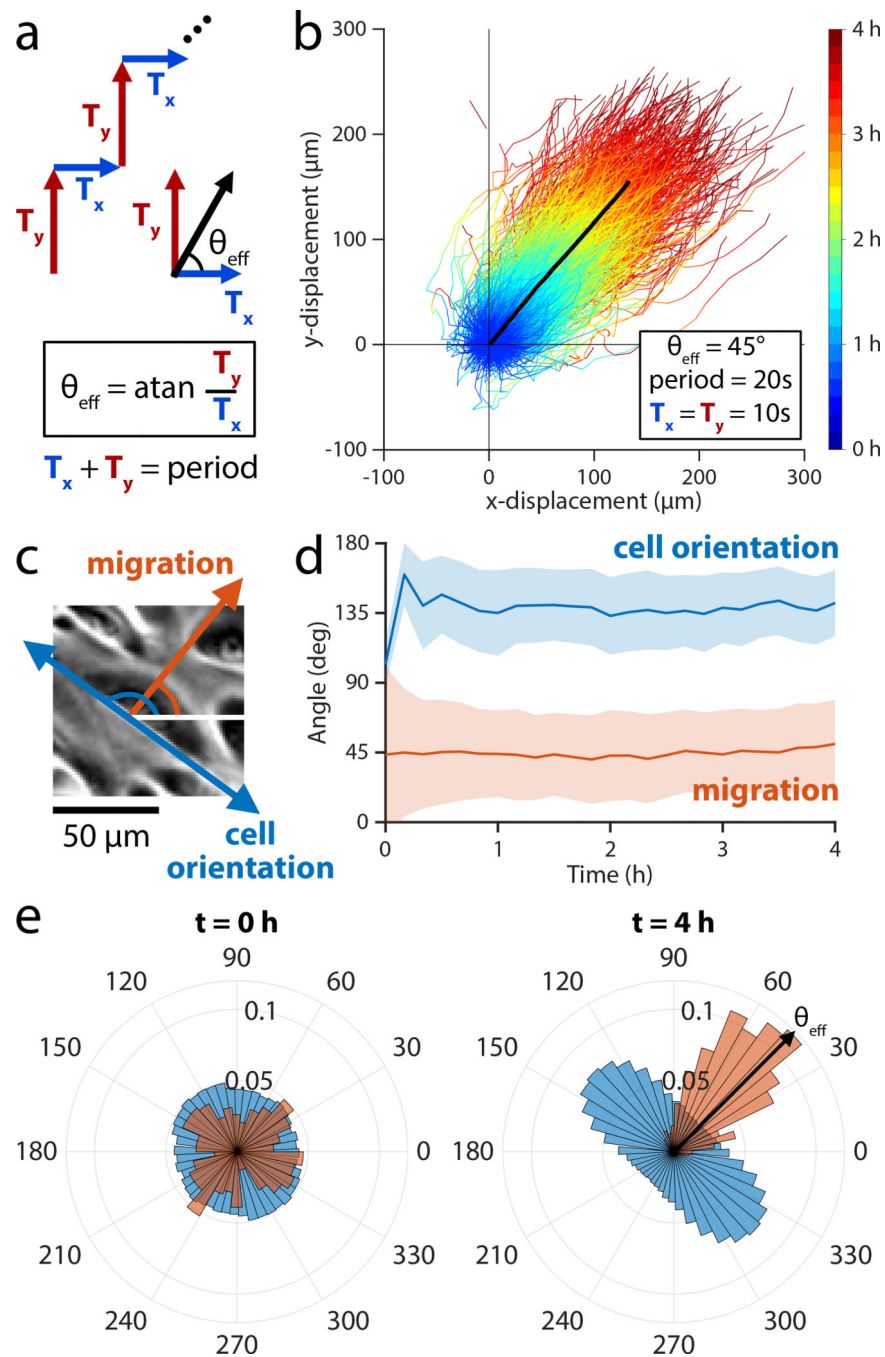 a
T_x
T_y
T_x
T_y
T_y
θ_eff
T_x
θ_eff = atan T_y / T_x
T_x + T_y = period
b
300
200
100
0
-100
y-displacement (µm)
-100 0 100 200 300
x-displacement (µm)
θ_eff = 45°
period = 20s
T_x = T_y = 10s
4 h
3 h
2 h
1 h
0 h
c
migration
50 µm
cell
orientation
d
180
135
90
45
0
Angle (deg)
cell orientation
migration
0 1 2 3 4
Time (h)
e
t = 0 h
90
120 60
0.1
150 30
0.05
180 0
210 330
240 300
270
t = 4 h
90
120 60
0.1
θ_eff
150 30
0.05
180 0
210 330
240 300
270